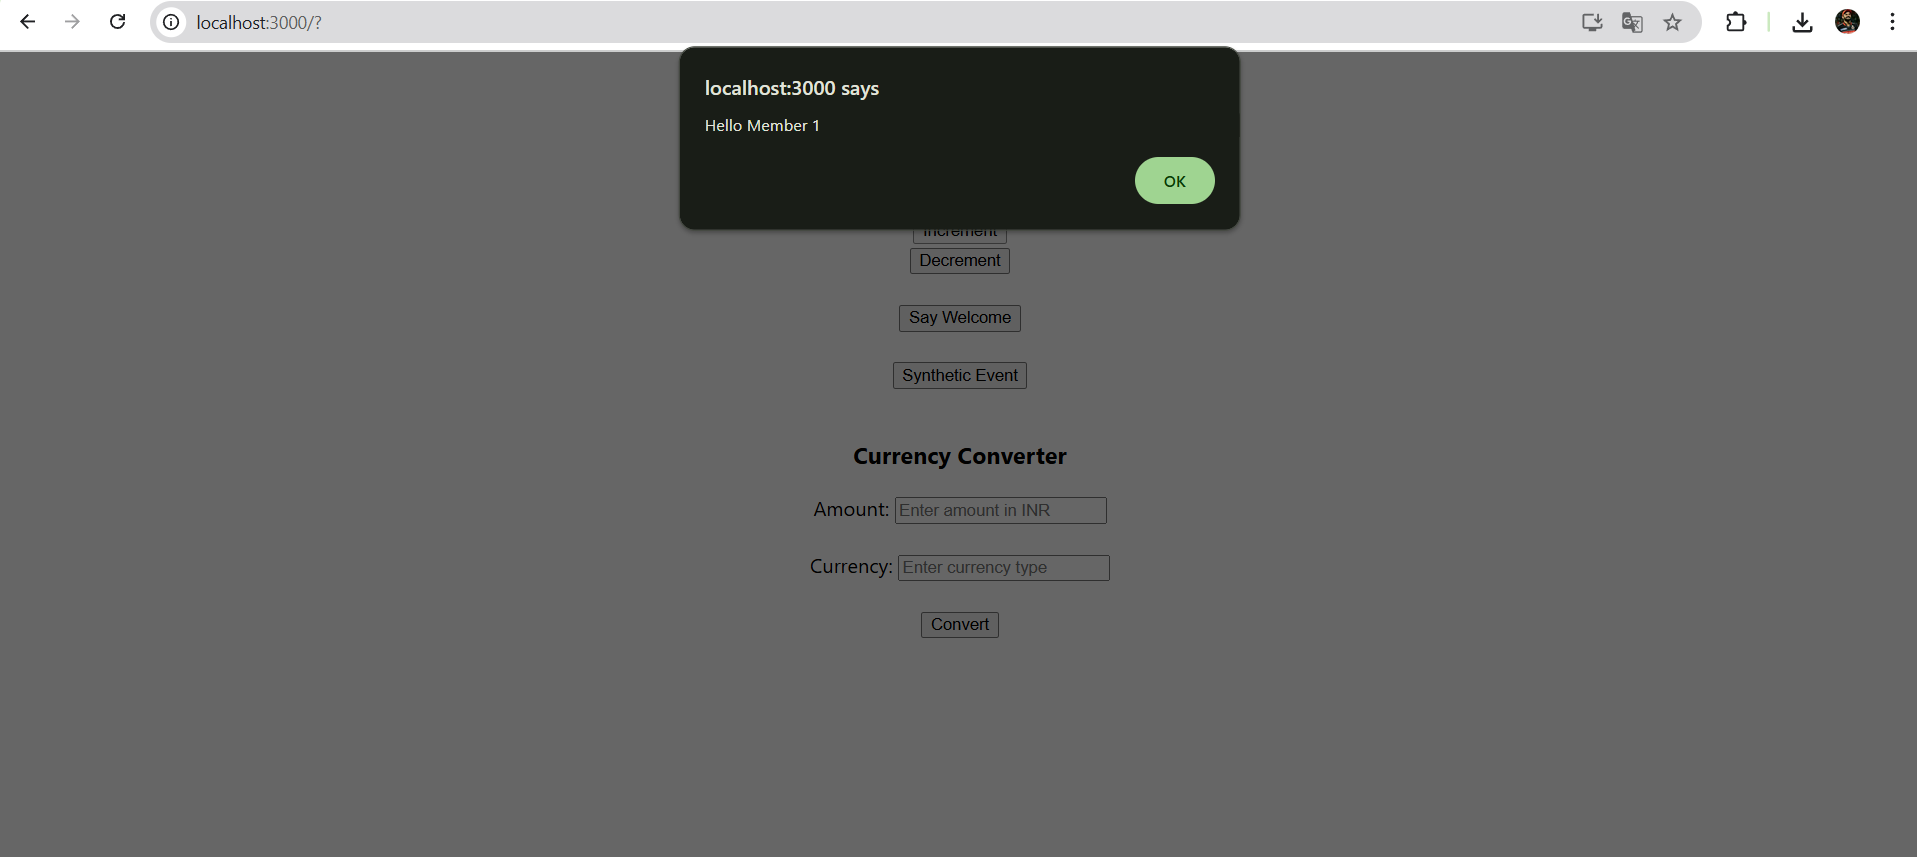 localhost:3000/?
localhost:3000 says
Hello Member 1
OK
Increment
Decrement
Say Welcome
Synthetic Event
Currency Converter
Amount: Enter amount in INR
Currency: Enter currency type
Convert